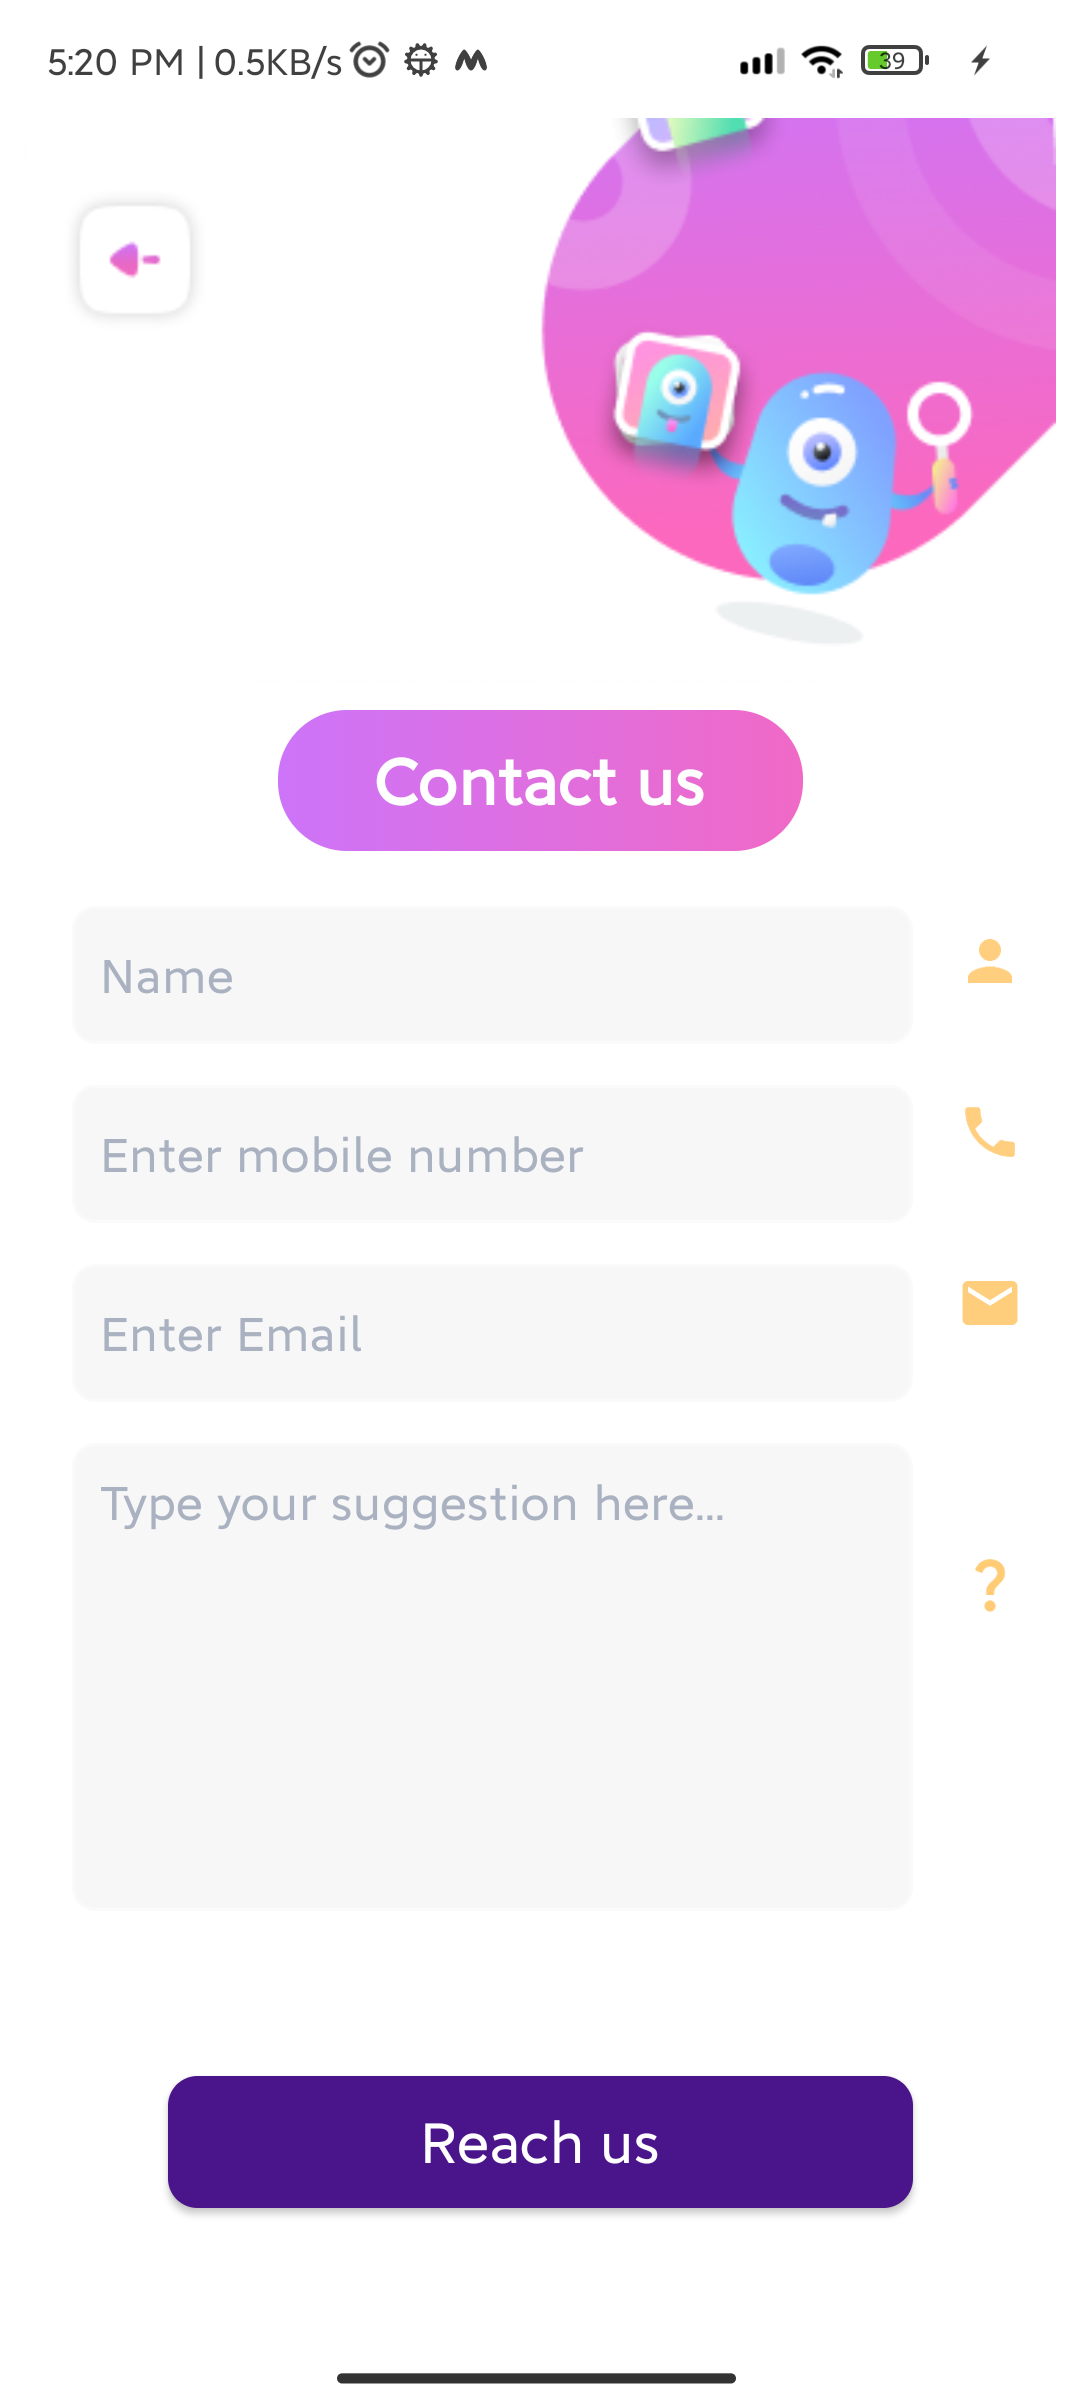 5:20 PM | 0.5KB/s
39
Contact us
Name
Enter mobile number
Enter Email
Type your suggestion here...
Reach us